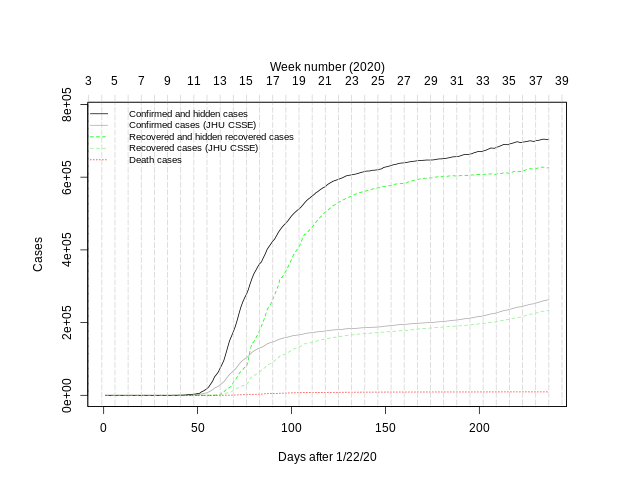 Week number (2020)
3 5 7 9 11 13 15 17 19 21 23 25 27 29 31 33 35 37 39
Confirmed and hidden cases
Confirmed cases (JHU CSSE)
Recovered and hidden recovered cases
Recovered cases (JHU CSSE)
Death cases
8e+05
6e+05
4e+05
2e+05
0e+00
Cases
0 50 100 150 200
Days after 1/22/20